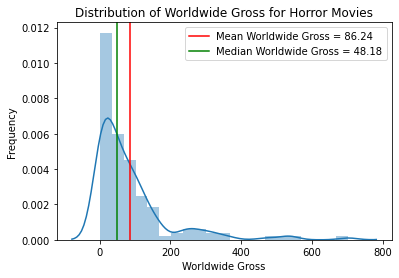 Distribution of Worldwide Gross for Horror Movies
Mean Worldwide Gross = 86.24
Median Worldwide Gross = 48.18
Frequency
0.012
0.010
0.008
0.006
0.004
0.002
0.000
0 200 400 600 800
Worldwide Gross